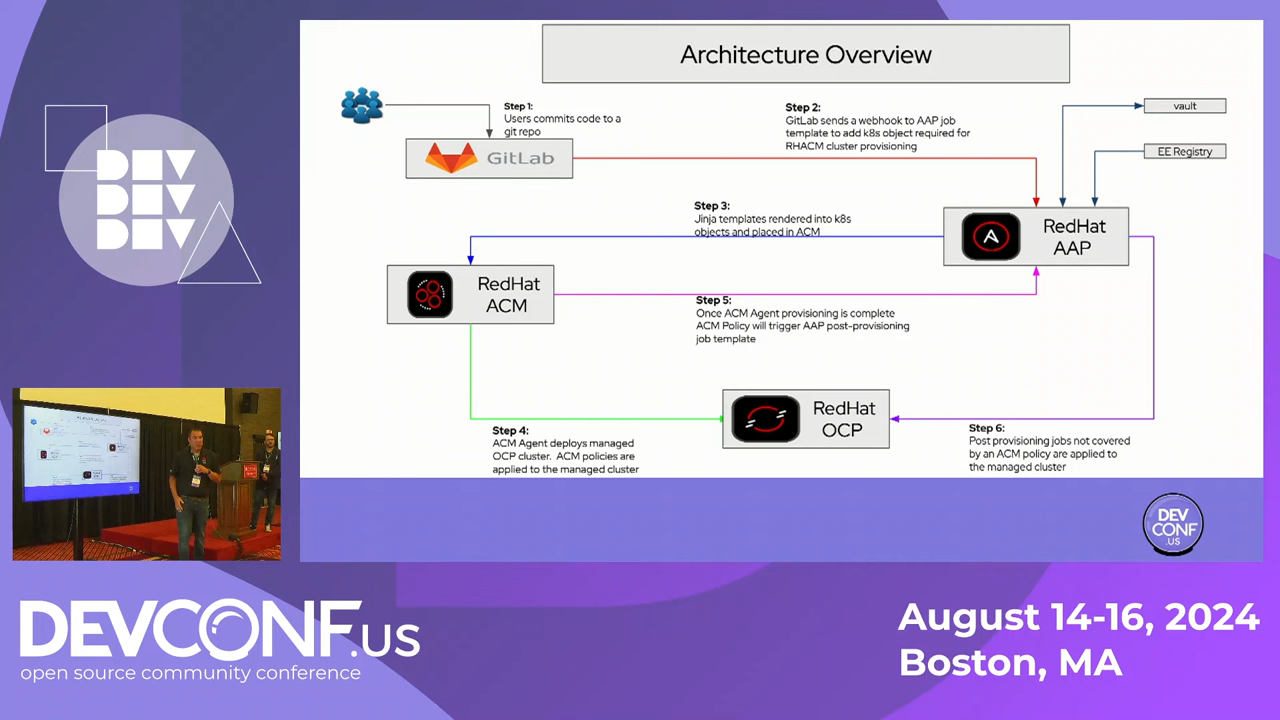 Architecture Overview
Step 1:
Users commits code to a
git repo
GitLab
Step 2:
GitLab sends a webhook to AAP job
template to add k8s object required for
RHACM cluster provisioning
vault
EE Registry
Step 3:
Jinja templates rendered into k8s
objects and placed in ACM
RedHat
AAP
RedHat
ACM
Step 5:
Once ACM Agent provisioning is complete
ACM Policy will trigger AAP post-provisioning
job template
RedHat
OCP
Step 4:
ACM Agent deploys managed
OCP cluster. ACM policies are
applied to the managed cluster
Step 6:
Post provisioning jobs not covered
by an ACM policy are applied to
the managed cluster
DEV
CONF
.US
DEV
DEV
DEV
DEVCONF.US
open source community conference
August 14-16, 2024
Boston, MA